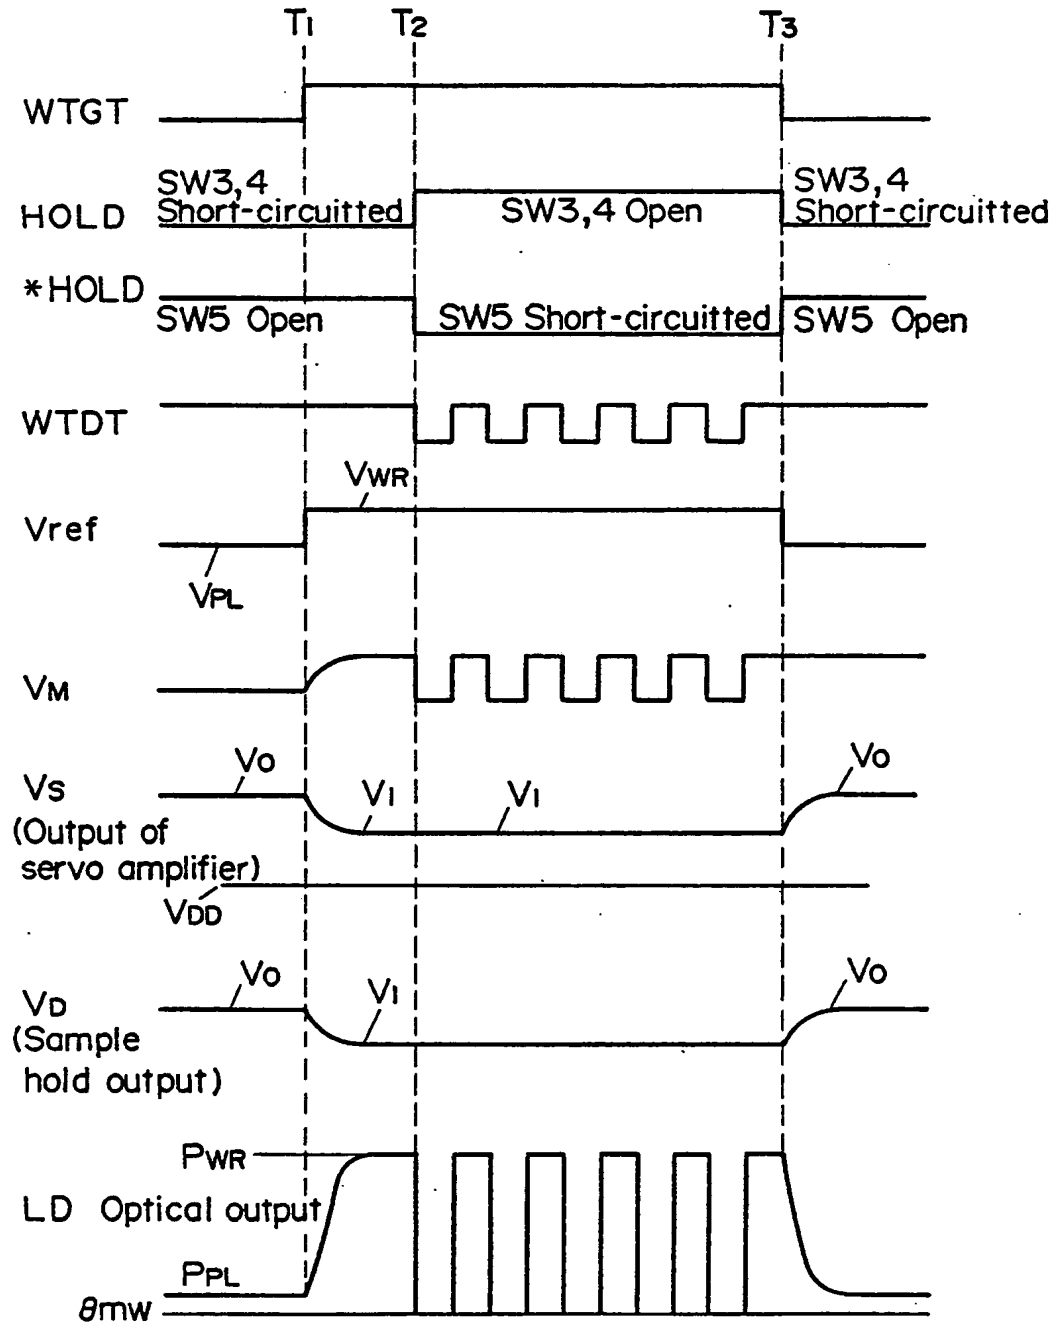 T1 T2 T3
WTGT
SW3,4 SW3,4
HOLD Short-circuitted SW3,4 Open Short-circuitted
*HOLD
SW5 Open SW5 Short-circuitted SW5 Open
WTDT
VWR
Vref
VPL
VM
VO VO
VS V1 V1
(Output of
servo amplifier)
VDD
VO V1 VO
VD
(Sample
hold output)
PWR
LD Optical output
PPL
0mW